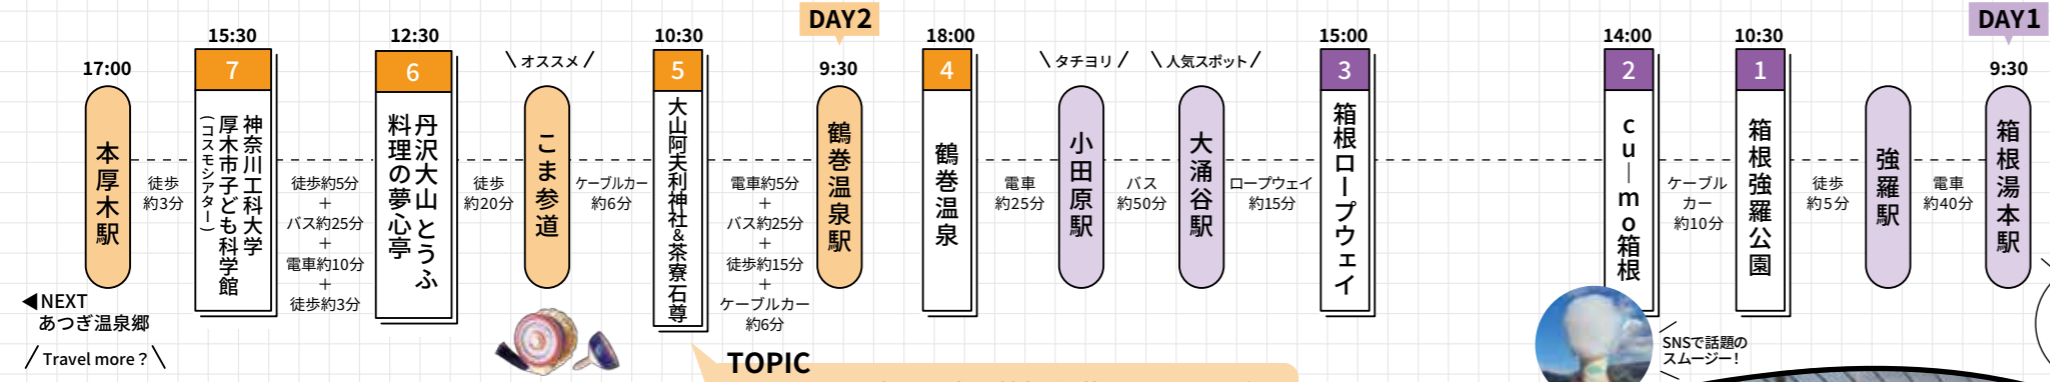 DAY1
9:30
箱根湯本駅
電車
約40分
強羅駅
徒歩
約5分
10:30
1
箱根強羅公園
ケーブル
カー
約10分
14:00
2
cu-mo箱根
SNSで話題の
スムージー!
15:00
3
箱根ロープウェイ
ロープウェイ
約15分
人気スポット
大涌谷駅
バス
約50分
タチヨリ
小田原駅
電車
約25分
18:00
4
鶴巻温泉
DAY2
9:30
鶴巻温泉駅
電車約5分
+
バス約25分
+
徒歩約15分
+
ケーブルカー
約6分
10:30
5
大山阿夫利神社&茶寮石尊
ケーブルカー
約6分
オススメ
こま参道
徒歩
約20分
12:30
6
丹沢大山 とうふ
料理の夢心亭
徒歩約5分
+
バス約25分
+
電車約10分
+
徒歩約3分
15:30
7
神奈川工科大学
厚木市子ども科学館
(コスモシアター)
徒歩
約3分
17:00
本厚木駅
◀NEXT
あつぎ温泉郷
Travel more?
TOPIC